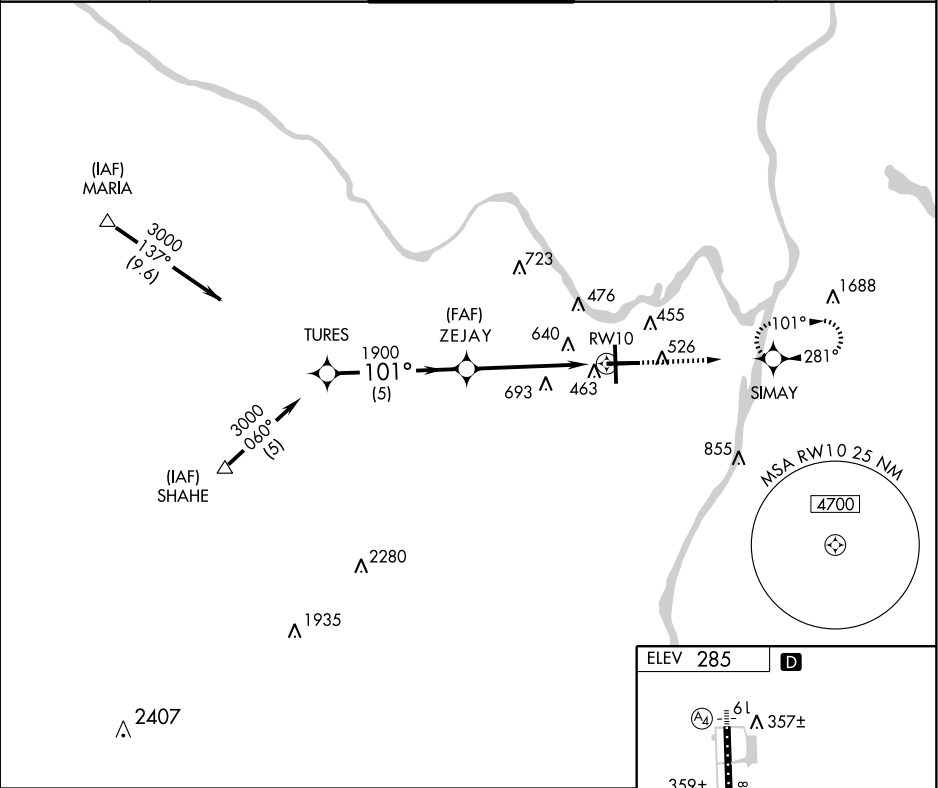 (IAF)
MARIA
3000
137°
(9.6)
723
476
1688
(FAF)
ZEJAY
455
101°
TURES
640
RW10
526
281°
1900
101°
(5)
693
463
SIMAY
3000
060°
(5)
(IAF)
SHAHE
855
MSA RW10 25 NM
4700
2280
1935
ELEV 285
D
2407
A4
19
357±
359±
8